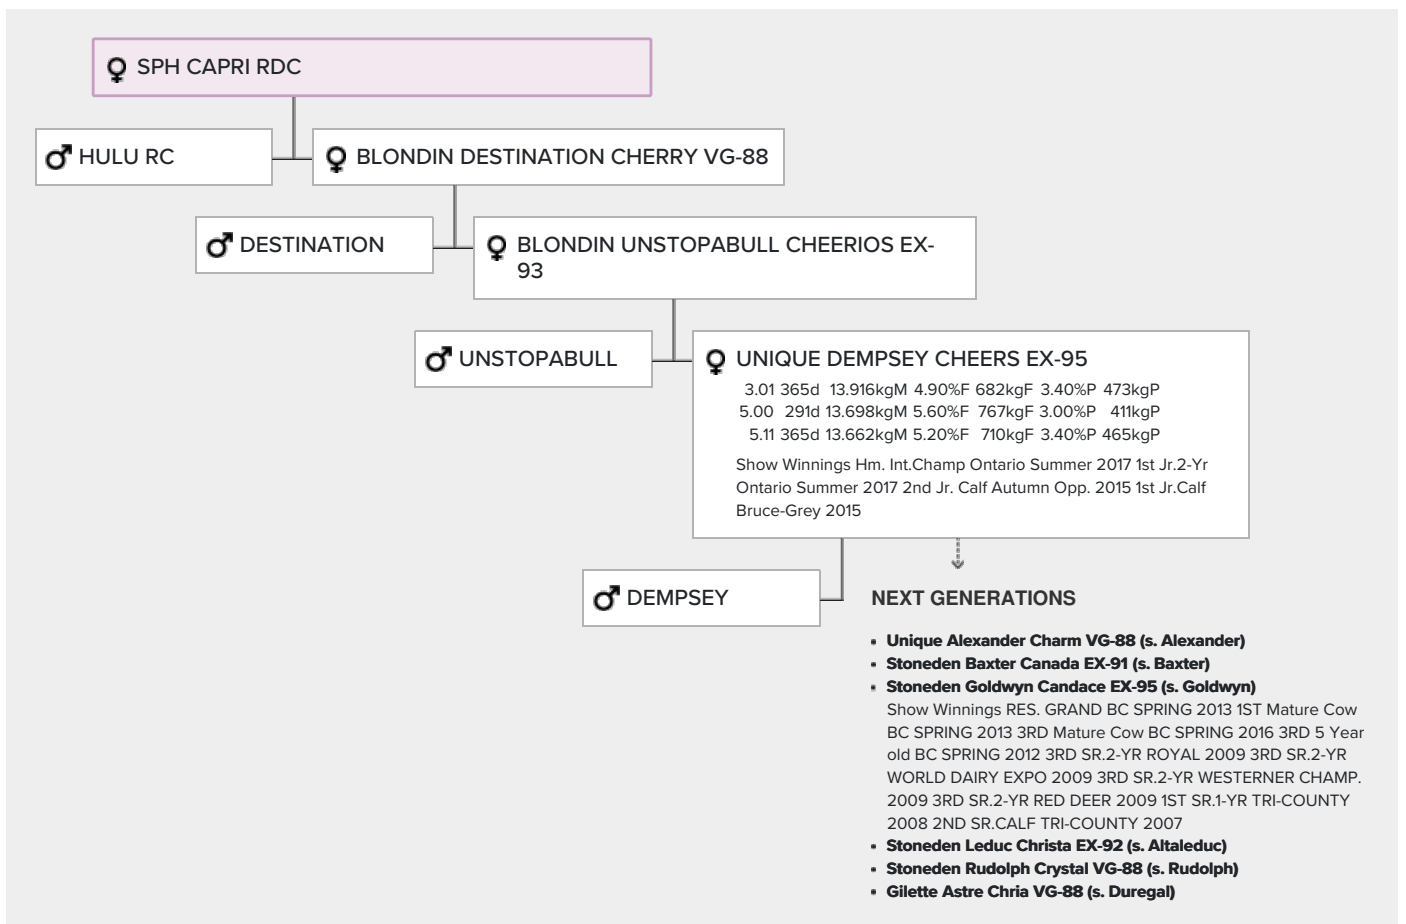 SPH CAPRI RDC
HULU RC
BLONDIN DESTINATION CHERRY VG-88
DESTINATION
BLONDIN UNSTOPABULL CHEERIOS EX-
93
UNSTOPABULL
UNIQUE DEMPSEY CHEERS EX-95
3.01 365d 13.916kgM 4.90%F 682kgF 3.40%P 473kgP
5.00 291d 13.698kgM 5.60%F 767kgF 3.00%P 411kgP
5.11 365d 13.662kgM 5.20%F 710kgF 3.40%P 465kgP
Show Winnings Hm. Int.Champ Ontario Summer 2017 1st Jr.2-Yr
Ontario Summer 2017 2nd Jr. Calf Autumn Opp. 2015 1st Jr.Calf
Bruce-Grey 2015
DEMPSEY
NEXT GENERATIONS
▪ Unique Alexander Charm VG-88 (s. Alexander)
▪ Stoneden Baxter Canada EX-91 (s. Baxter)
▪ Stoneden Goldwyn Candace EX-95 (s. Goldwyn)
Show Winnings RES. GRAND BC SPRING 2013 1ST Mature Cow
BC SPRING 2013 3RD Mature Cow BC SPRING 2016 3RD 5 Year
old BC SPRING 2012 3RD SR.2-YR ROYAL 2009 3RD SR.2-YR
WORLD DAIRY EXPO 2009 3RD SR.2-YR WESTERNER CHAMP.
2009 3RD SR.2-YR RED DEER 2009 1ST SR.1-YR TRI-COUNTY
2008 2ND SR.CALF TRI-COUNTY 2007
▪ Stoneden Leduc Christa EX-92 (s. Altaleduc)
▪ Stoneden Rudolph Crystal VG-88 (s. Rudolph)
▪ Gilette Astre Chria VG-88 (s. Duregal)